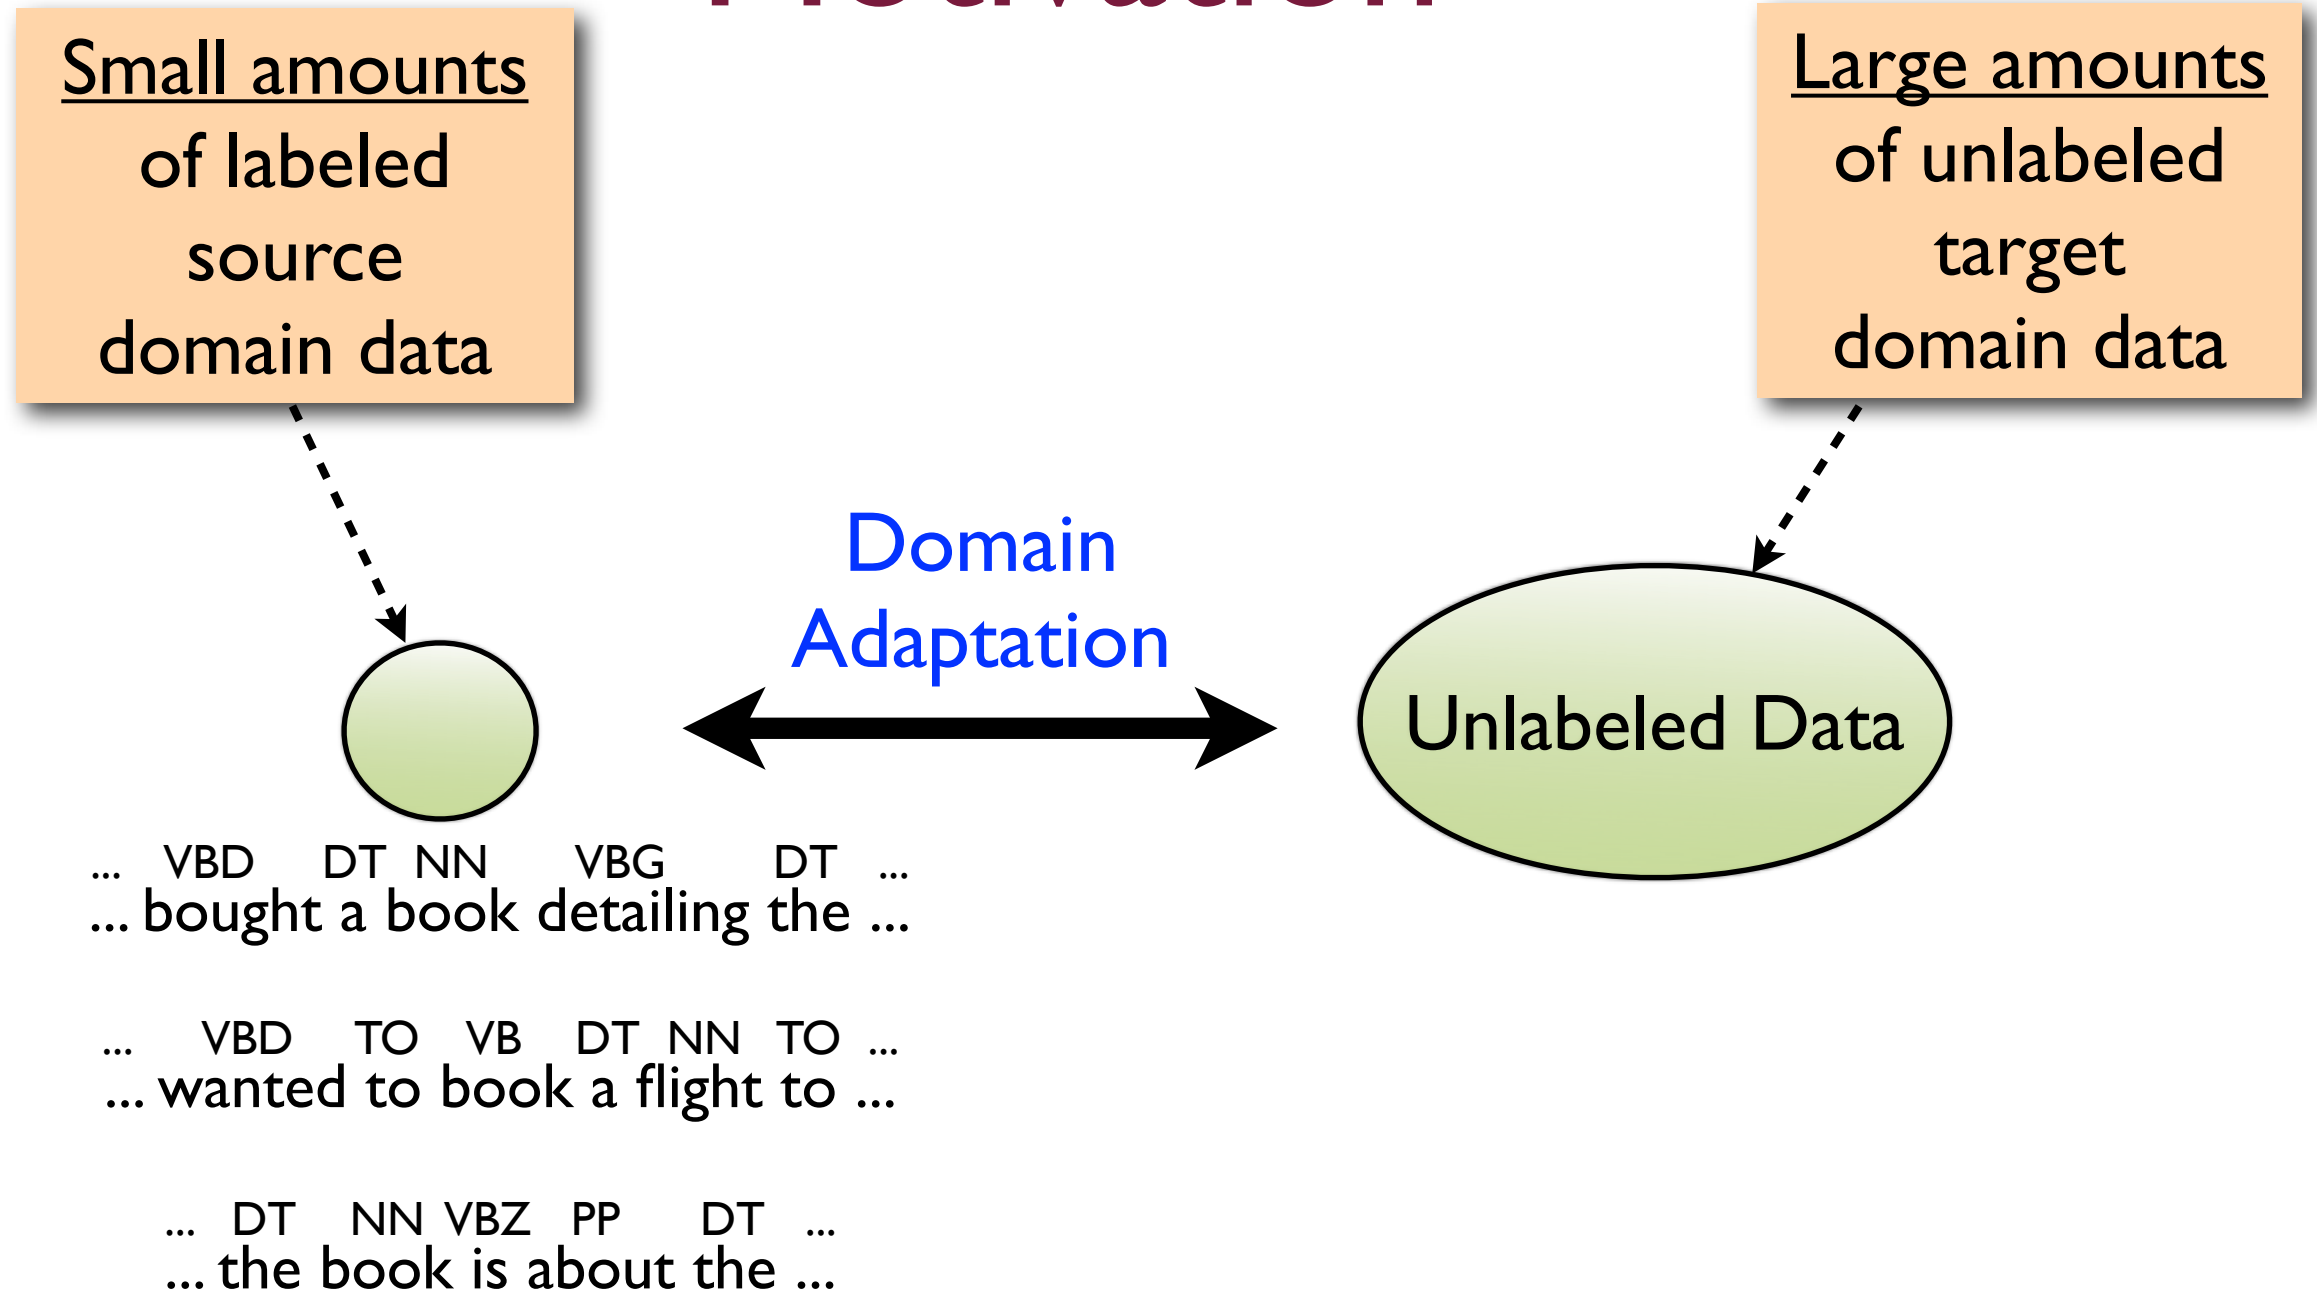 Motivation
Small amounts
of labeled
source
domain data
Large amounts
of unlabeled
target
domain data
Domain
Adaptation
Unlabeled Data
... VBD DT NN VBG DT ...
... bought a book detailing the ...
... VBD TO VB DT NN TO ...
... wanted to book a flight to ...
... DT NN VBZ PP DT ...
... the book is about the ...